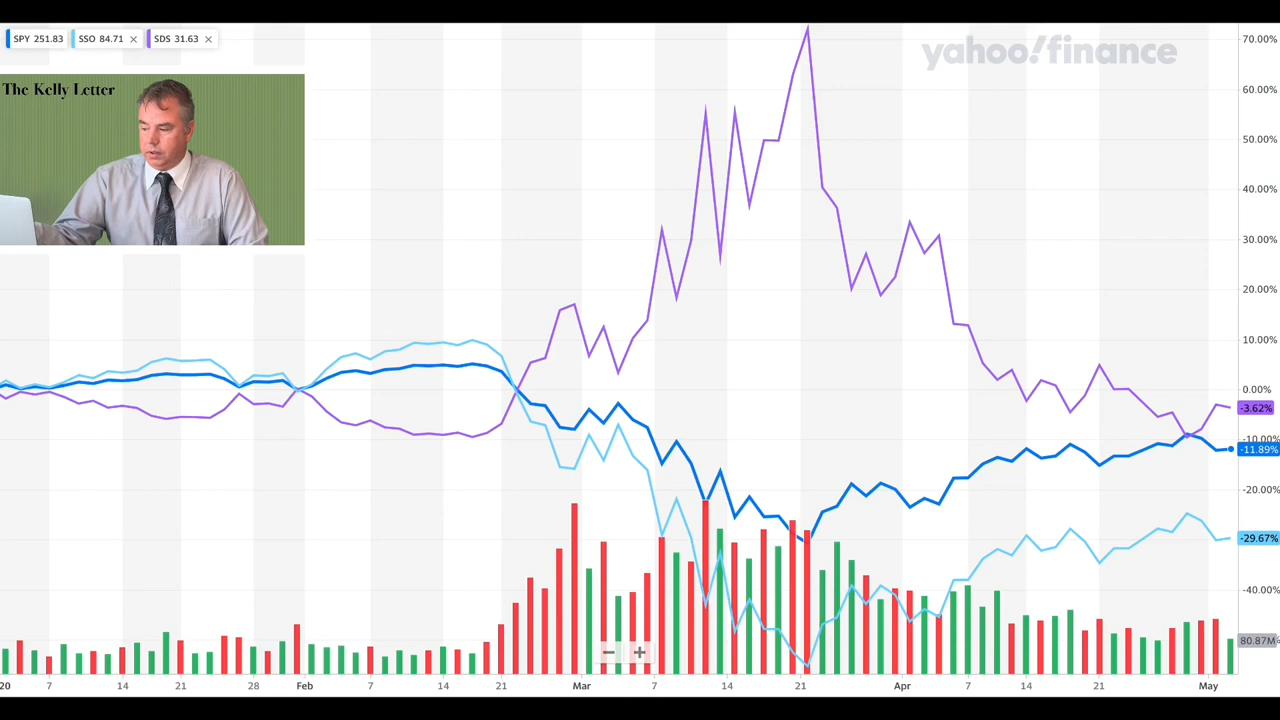 SPY 251.83
SSO 84.71 ×
SDS 31.63 ×
yahoo!finance
The Kelly Letter
70.00%
60.00%
50.00%
40.00%
30.00%
20.00%
10.00%
0.00%
-3.62%
-10.00%
-11.89%
-20.00%
-29.67%
-40.00%
80.87M
20 7 14 21 28 Feb 7 14 21 Mar 7 14 21 Apr 7 14 21 May